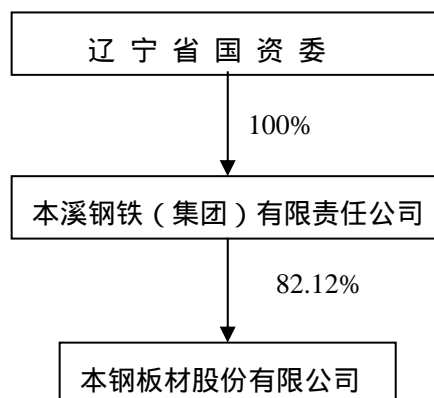 辽 宁 省 国 资 委
100%
本溪钢铁（集团）有限责任公司
82.12%
本钢板材股份有限公司